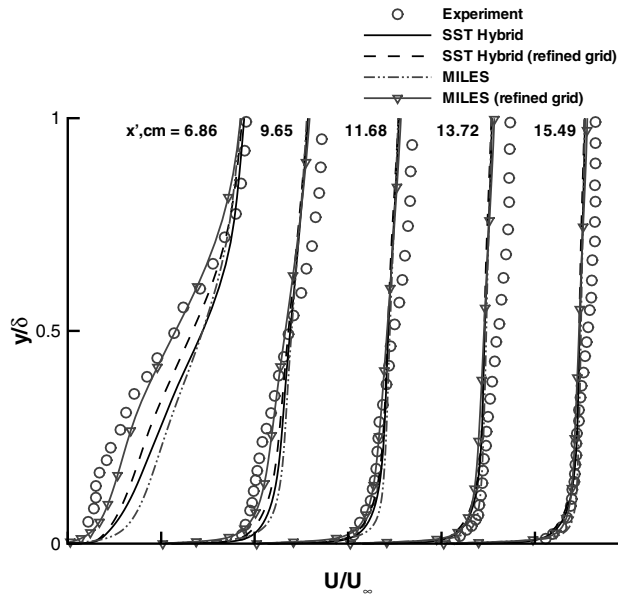 Experiment
SST Hybrid
SST Hybrid (refined grid)
MILES
MILES (refined grid)
1
x',cm = 6.86 9.65 11.68 13.72 15.49
y/δ
0.5
0
U/U∞